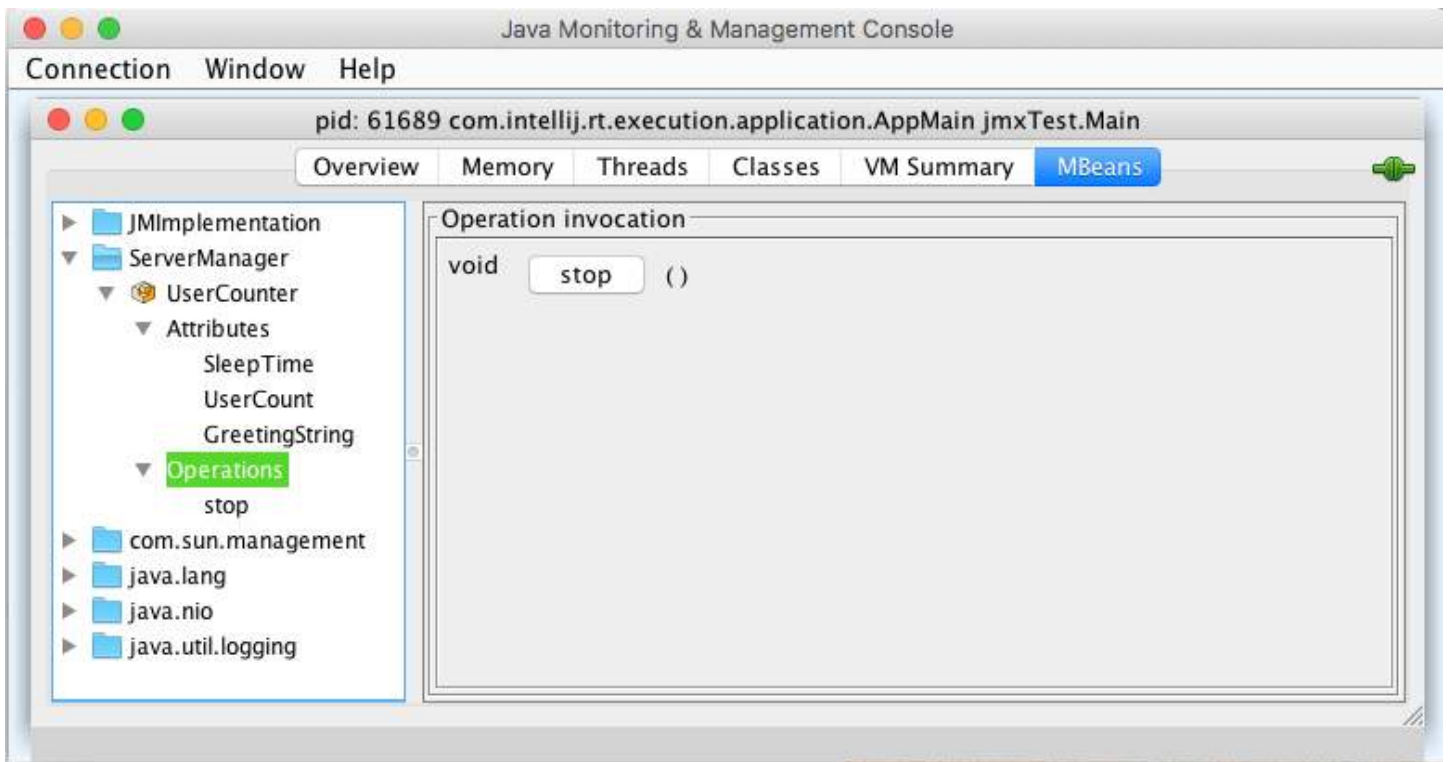 Java Monitoring & Management Console
Connection Window Help
pid: 61689 com.intellij.rt.execution.application.AppMain jmxTest.Main
Overview Memory Threads Classes VM Summary MBeans
JMImplementation
ServerManager
UserCounter
Attributes
SleepTime
UserCount
GreetingString
Operations
stop
com.sun.management
java.lang
java.nio
java.util.logging
Operation invocation
void stop ()